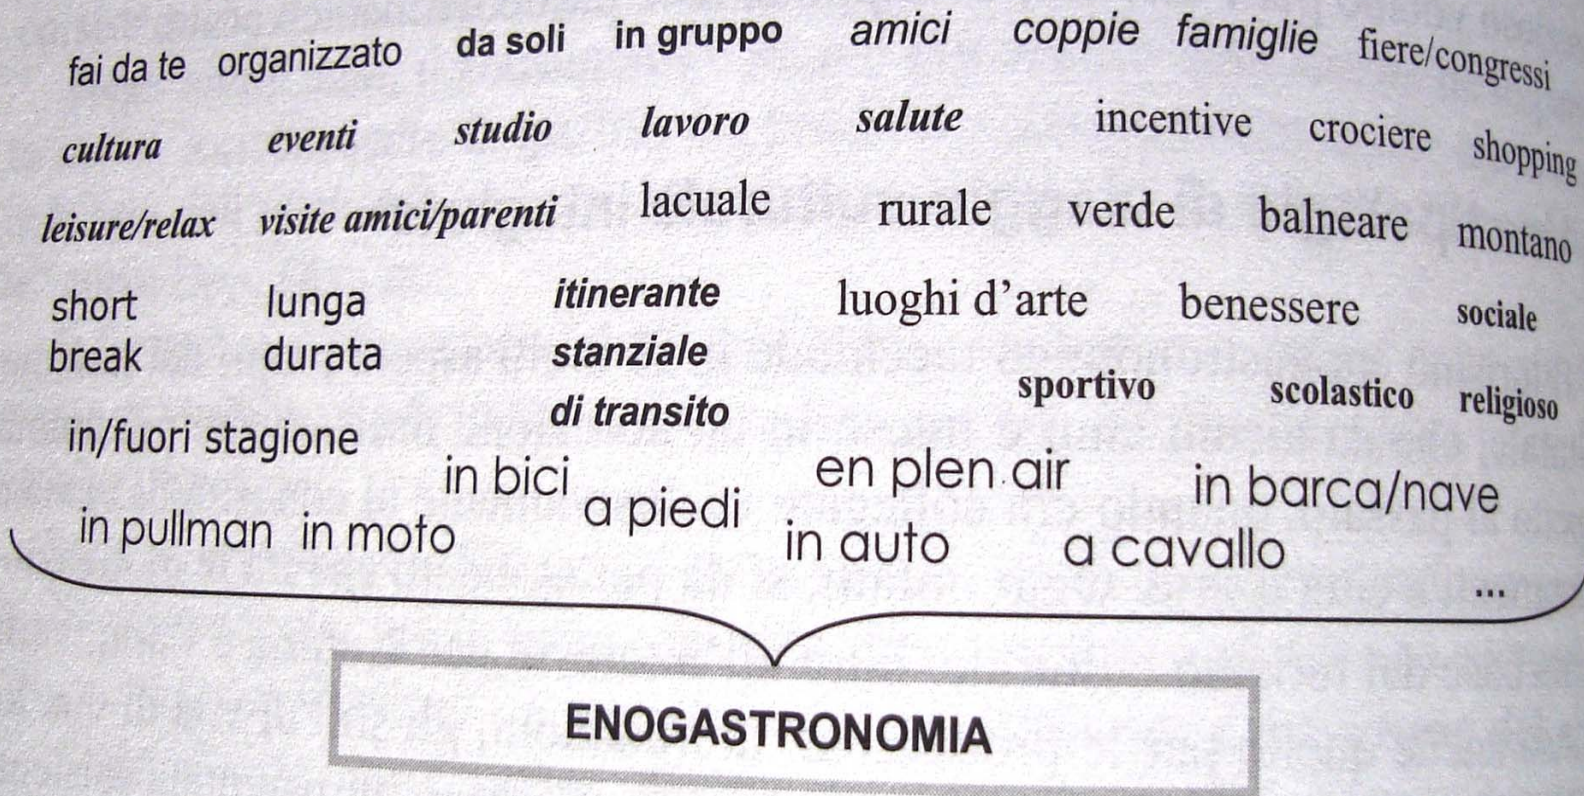 fai da te organizzato da soli in gruppo amici coppie famiglie fiere/congressi
cultura eventi studio lavoro salute incentive crociere shopping
leisure/relax visite amici/parenti lacuale rurale verde balneare montano
short lunga itinerante luoghi d'arte benessere sociale
break durata stanziale
sportivo scolastico religioso
di transito
in/fuori stagione
in bici a piedi en plen air in barca/nave
in pullman in moto in auto a cavallo
...
ENOGASTRONOMIA